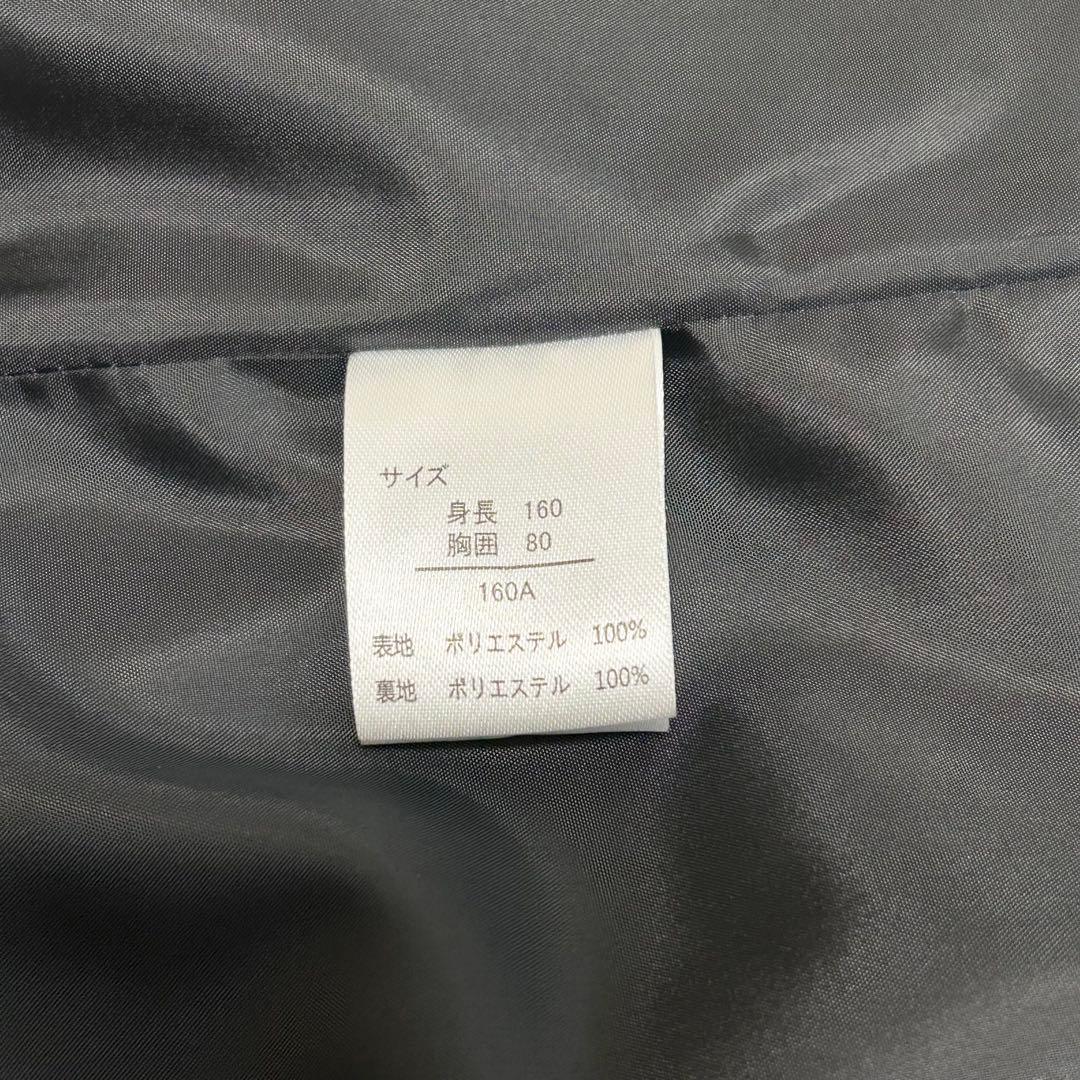 サイズ
身長 160
胸囲 80
160A
表地 ポリエステル 100%
裏地 ポリエステル 100%